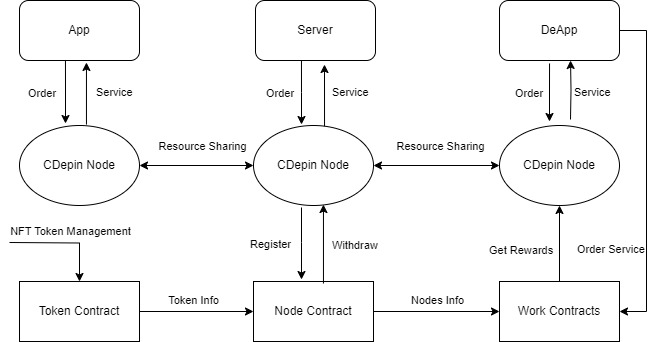 App
Server
DeApp
Order
Service
Order
Service
Order
Service
CDepin Node
Resource Sharing
CDepin Node
Resource Sharing
CDepin Node
NFT Token Management
Register
Withdraw
Get Rewards
Order Service
Token Contract
Token Info
Node Contract
Nodes Info
Work Contracts